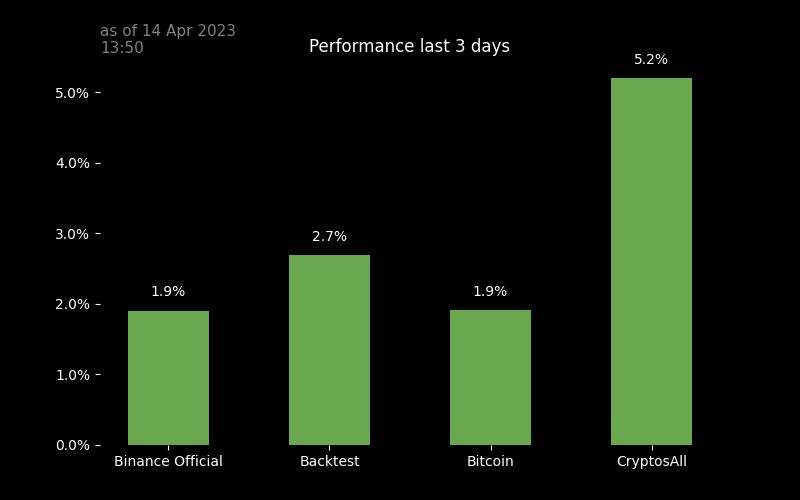 as of 14 Apr 2023
13:50
Performance last 3 days
5.2%
5.0%
4.0%
3.0%
2.7%
2.0%
1.9%
1.9%
1.0%
0.0%
Binance Official
Backtest
Bitcoin
CryptosAll